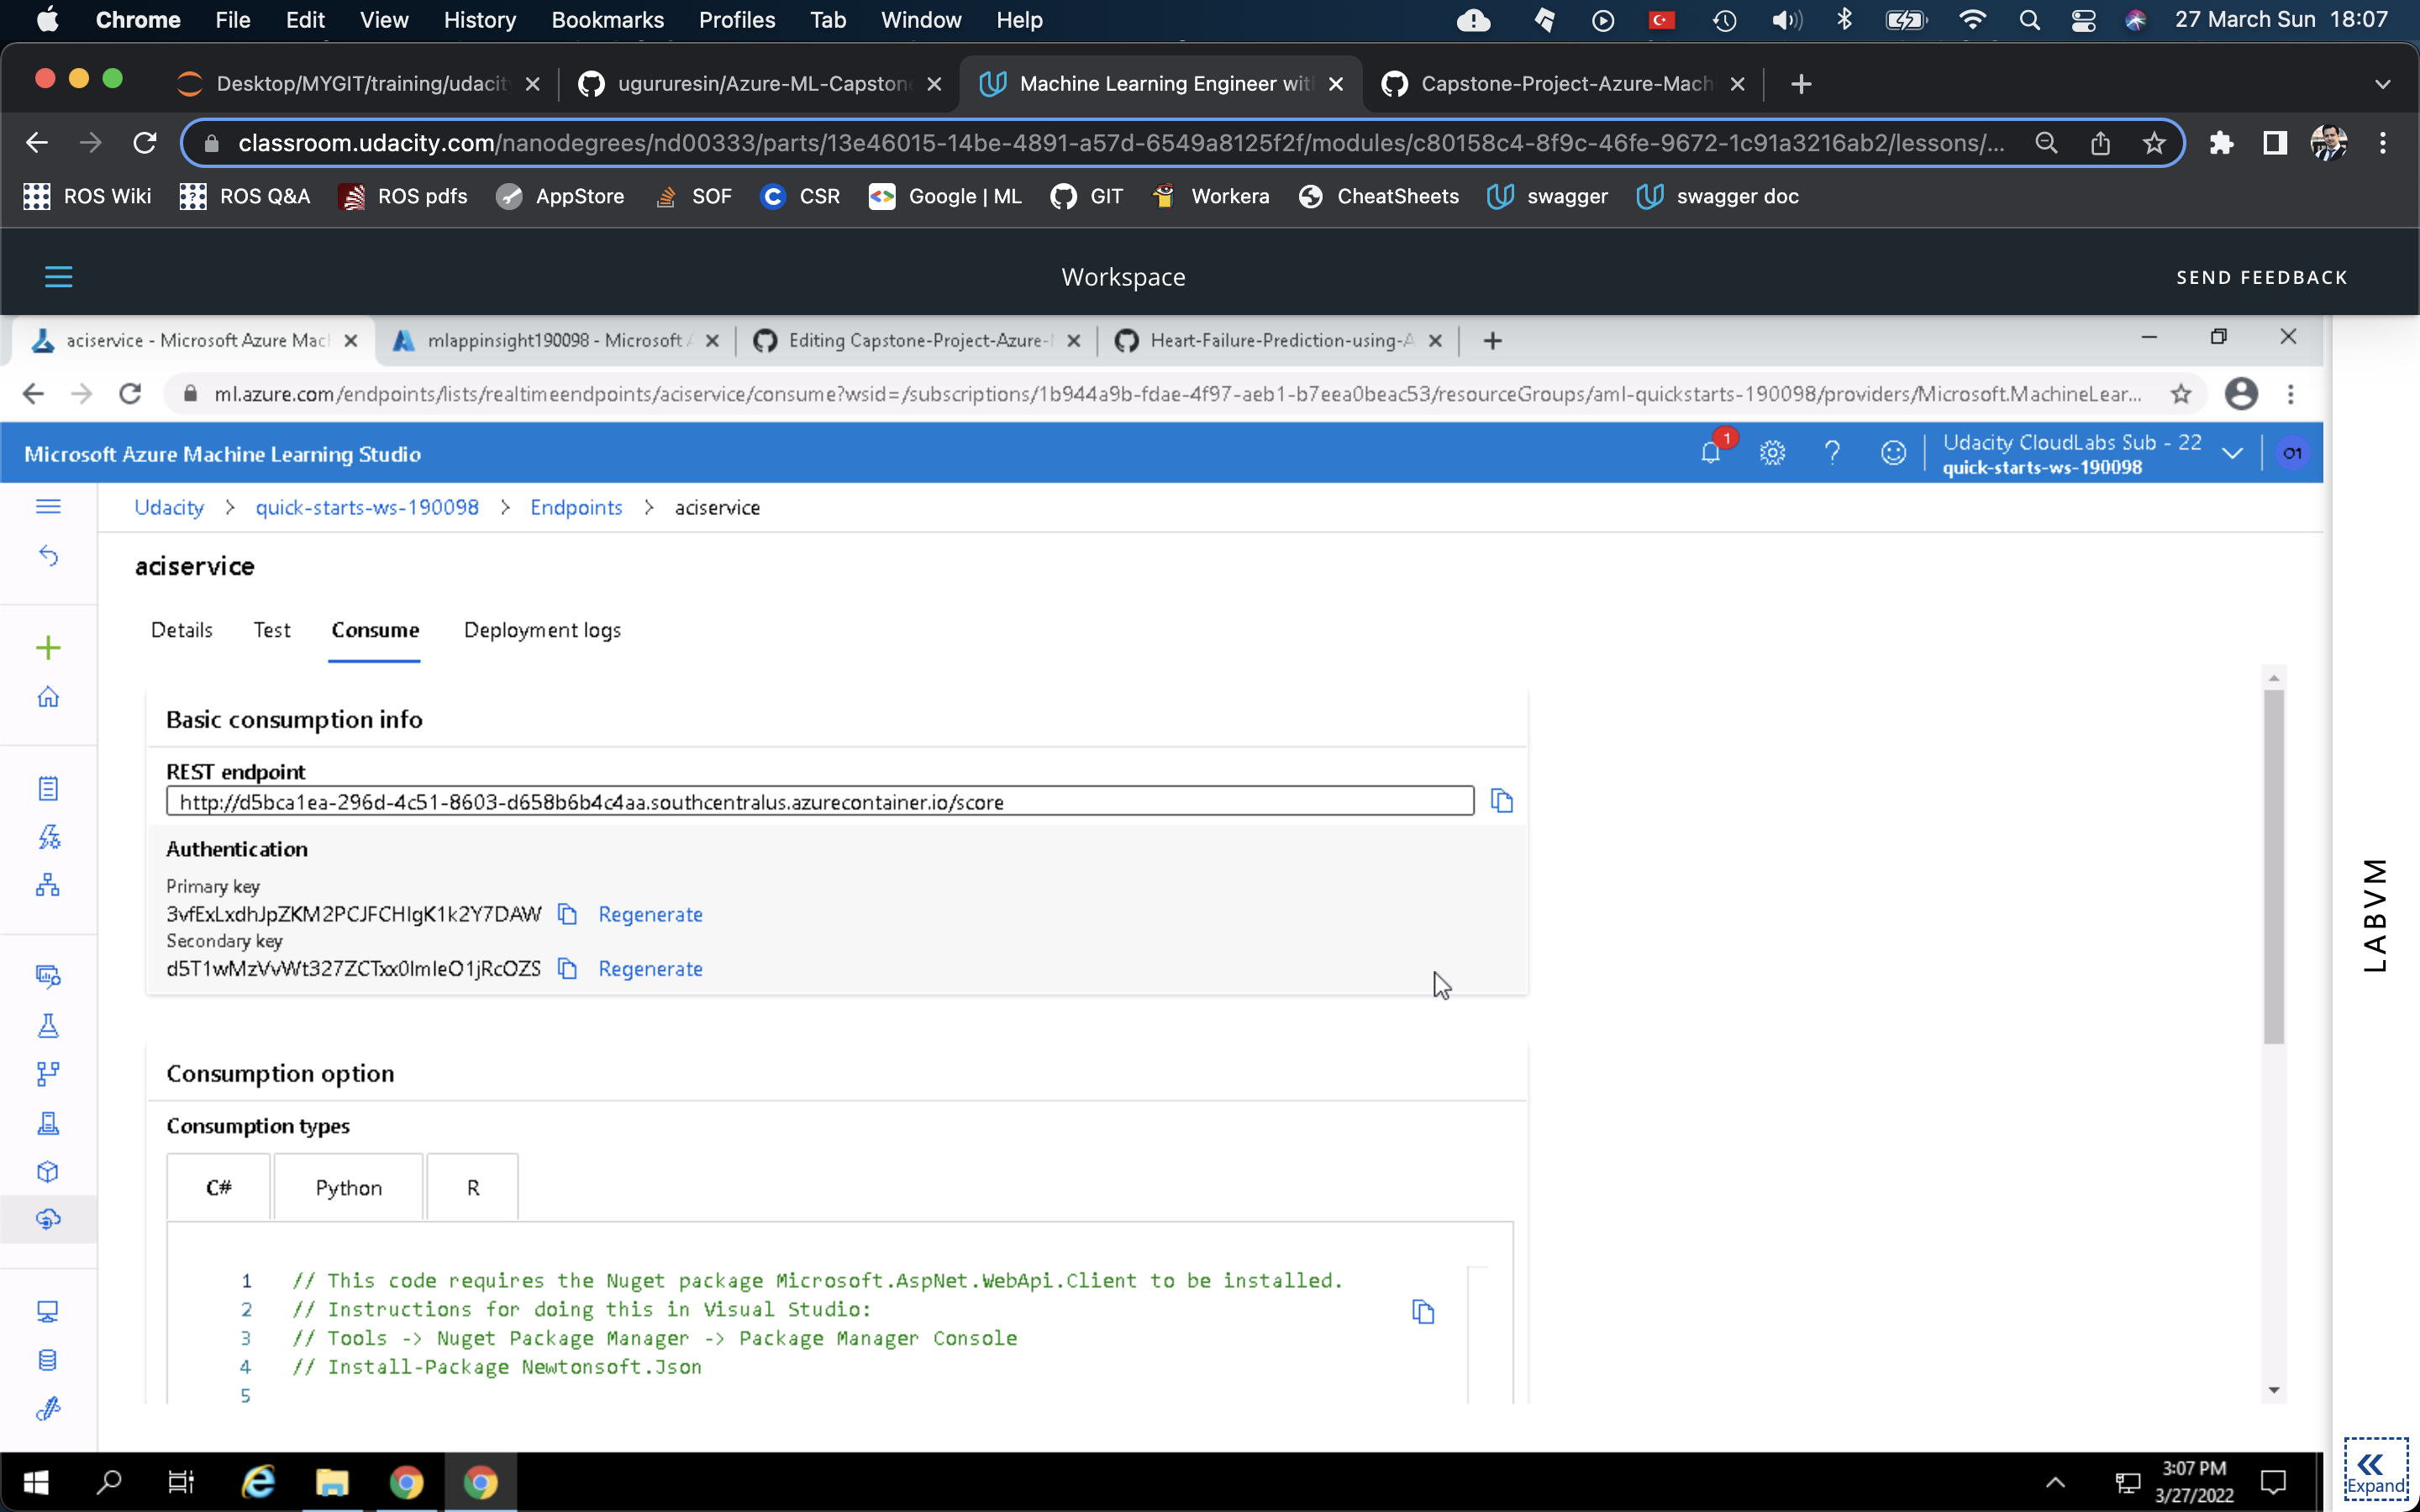 Chrome File Edit View History Bookmarks Profiles Tab Window Help 27 March Sun 18:07
Desktop/MYGIT/training/udacit
ugururesin/Azure-ML-Capston
Machine Learning Engineer wit
Capstone-Project-Azure-Mach
classroom.udacity.com/nanodegrees/nd00333/parts/13e46015-14be-4891-a57d-6549a8125f2f/modules/c80158c4-8f9c-46fe-9672-1c91a3216ab2/lessons/...
ROS Wiki ROS Q&A ROS pdfs AppStore SOF CSR Google | ML GIT Workera CheatSheets swagger swagger doc
Workspace
SEND FEEDBACK
aciservice - Microsoft Azure Mac
mlappinsight190098 - Microsoft A
Editing Capstone-Project-Azure-
Heart-Failure-Prediction-using-A
ml.azure.com/endpoints/lists/realtimeendpoints/aciservice/consume?wsid=/subscriptions/1b944a9b-fdae-4f97-aeb1-b7eea0beac53/resourceGroups/aml-quickstarts-190098/providers/Microsoft.MachineLear...
Microsoft Azure Machine Learning Studio
1
Udacity CloudLabs Sub - 22
quick-starts-ws-190098
O1
Udacity > quick-starts-ws-190098 > Endpoints > aciservice
aciservice
Details Test Consume Deployment logs
Basic consumption info
REST endpoint
http://d5bca1ea-296d-4c51-8603-d658b6b4c4aa.southcentralus.azurecontainer.io/score
Authentication
Primary key
3vfExLxdhJpZKM2PCJFCHIgK1k2Y7DAW Regenerate
Secondary key
d5T1wMzVvWt327ZCTxx0lmIeO1jRcOZS Regenerate
Consumption option
Consumption types
C# Python R
1 // This code requires the Nuget package Microsoft.AspNet.WebApi.Client to be installed.
2 // Instructions for doing this in Visual Studio:
3 // Tools -> Nuget Package Manager -> Package Manager Console
4 // Install-Package Newtonsoft.Json
5
LABVM
Expand
3:07 PM
3/27/2022